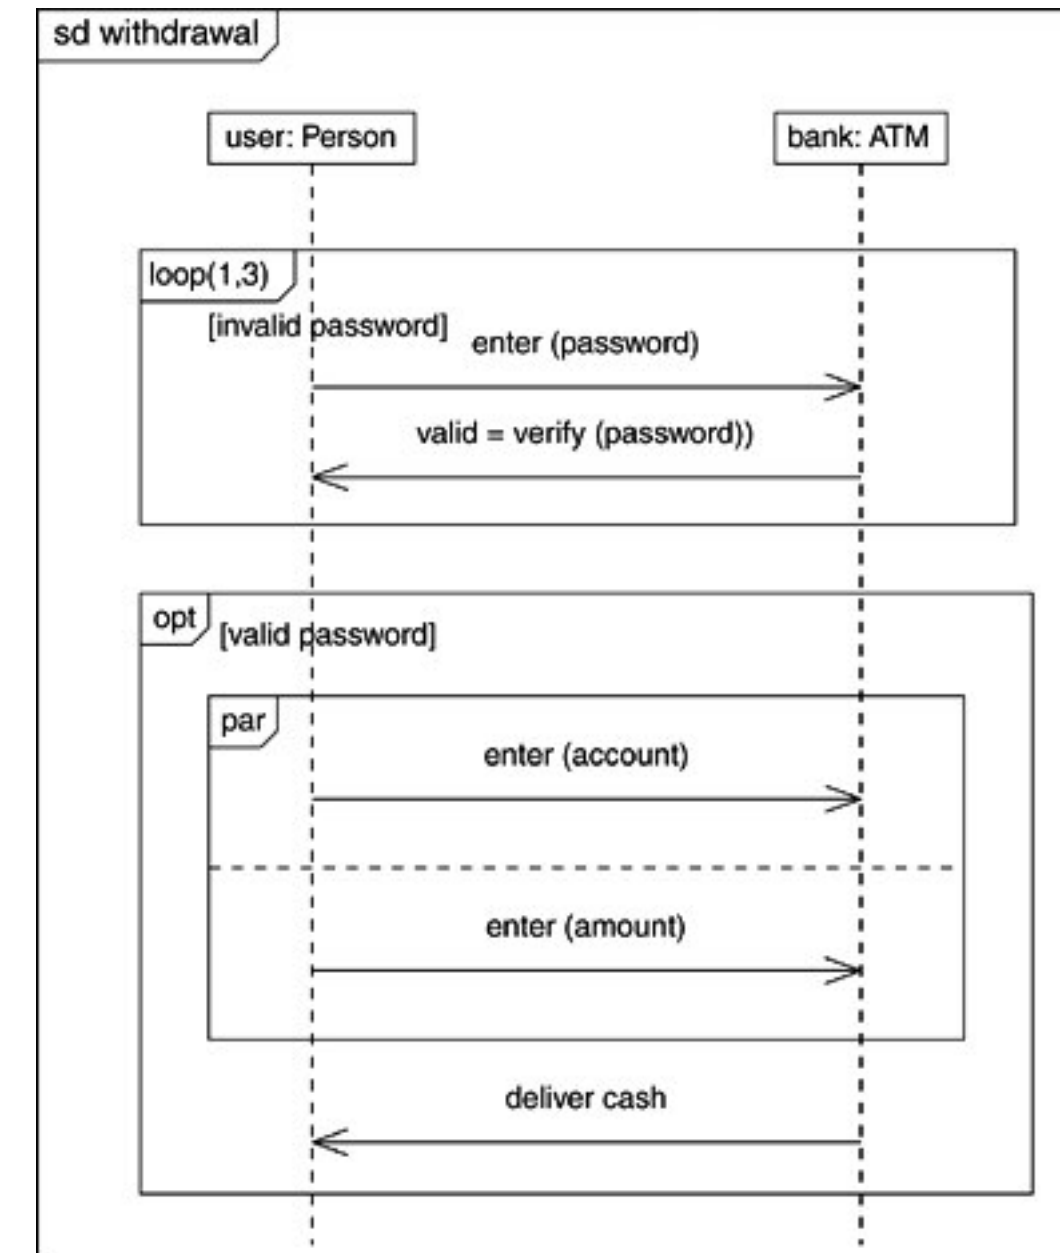 sd withdrawal
user: Person
bank: ATM
loop(1,3)
[invalid password]
enter (password)
valid = verify (password))
opt
[valid password]
par
enter (account)
enter (amount)
deliver cash